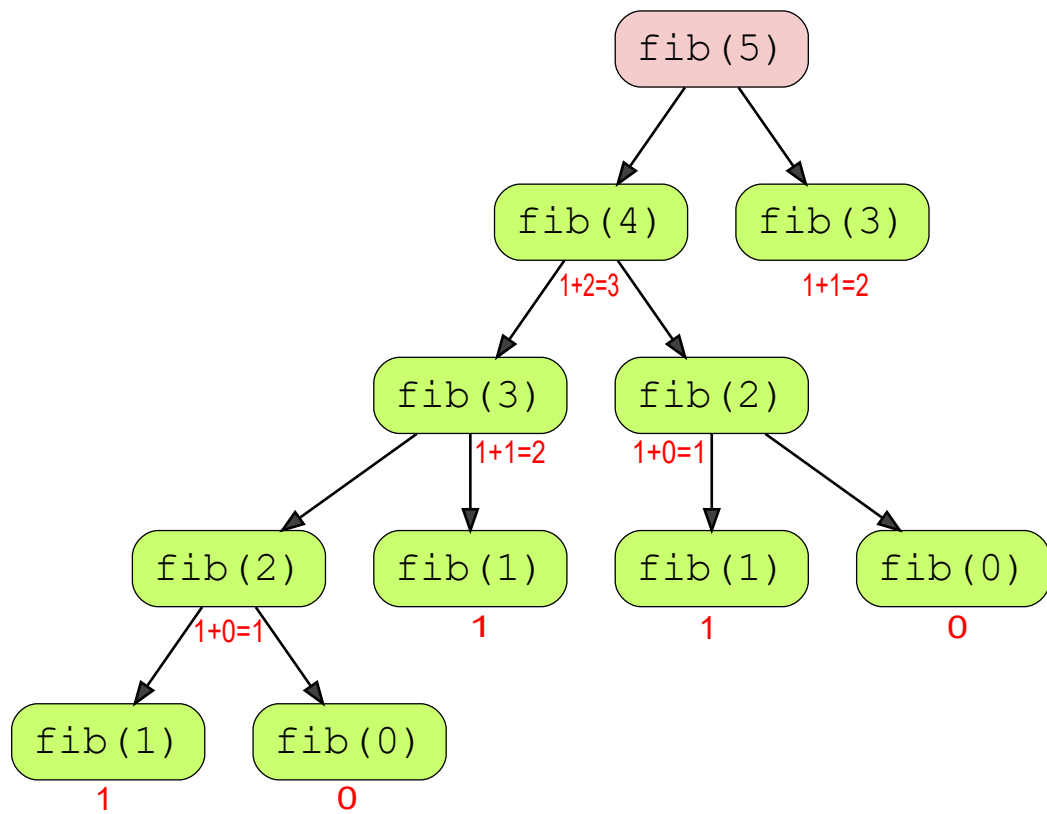 fib(5)
fib(4)
fib(3)
1+2=3
1+1=2
fib(3)
fib(2)
1+1=2
1+0=1
fib(2)
fib(1)
fib(1)
fib(0)
1+0=1
1
1
0
fib(1)
fib(0)
1
0